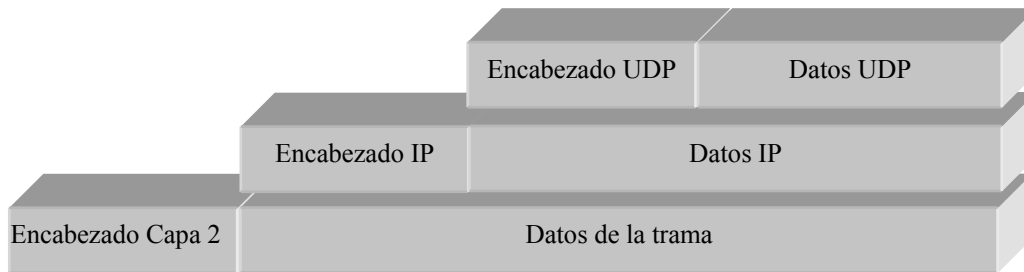 Encabezado UDP Datos UDP
Encabezado IP Datos IP
Encabezado Capa 2 Datos de la trama